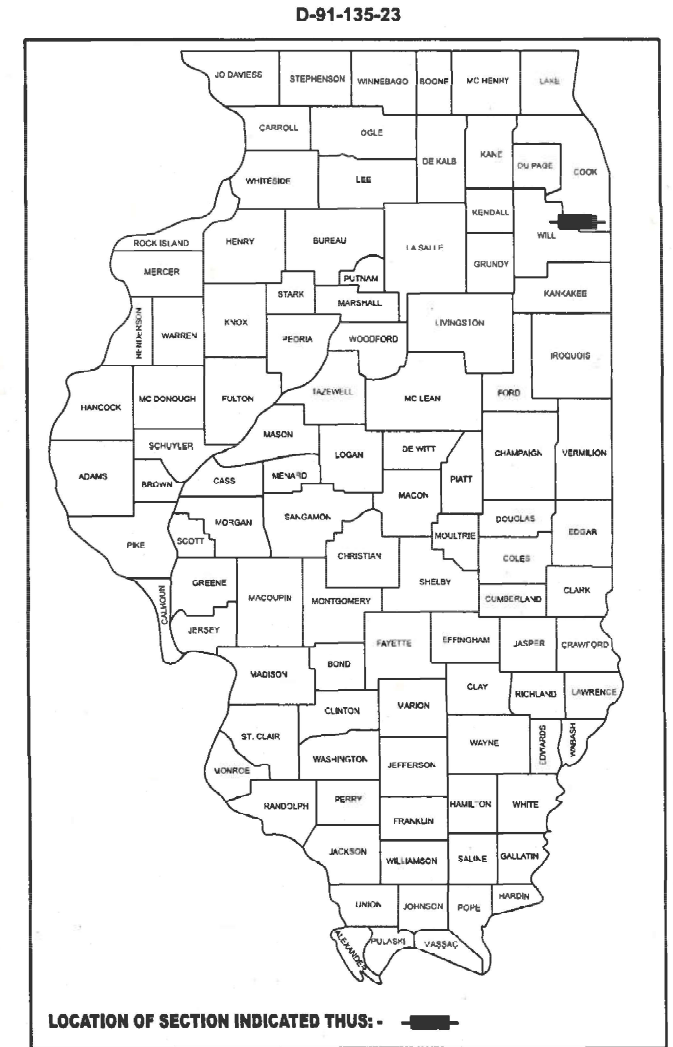 D-91-135-23
JO DAVIESS STEPHENSON WINNEBAGO BOONE MC HENRY LAKE
CARROLL OGLE
DE KALB KANE DU PAGE COOK
WHITESIDE LEE
KENDALL
ROCK ISLAND HENRY BUREAU LA SALLE WILL
MERCER GRUNDY
PUTNAM
STARK MARSHALL KANKAKEE
HENDERSON WARREN KNOX PEORIA WOODFORD LIVINGSTON
IROQUOIS
HANCOCK MC DONOUGH FULTON TAZEWELL MC LEAN FORD
MASON
SCHUYLER LOGAN DE WITT CHAMPAIGN VERMILION
ADAMS BROWN CASS MENARD PIATT
MACON
PIKE SCOTT MORGAN SANGAMON DOUGLAS
MOULTRIE EDGAR
CHRISTIAN COLES
GREENE SHELBY
CALHOUN MACOUPIN MONTGOMERY CUMBERLAND CLARK
JERSEY
FAYETTE EFFINGHAM JASPER CRAWFORD
MADISON BOND
CLAY RICHLAND LAWRENCE
CLINTON MARION
ST. CLAIR WAYNE EDWARDS WABASH
WASHINGTON JEFFERSON
MONROE
RANDOLPH PERRY HAMILTON WHITE
FRANKLIN
JACKSON WILLIAMSON SALINE GALLATIN
UNION JOHNSON POPE HARDIN
ALEXANDER PULASKI MASSAC
LOCATION OF SECTION INDICATED THUS: -